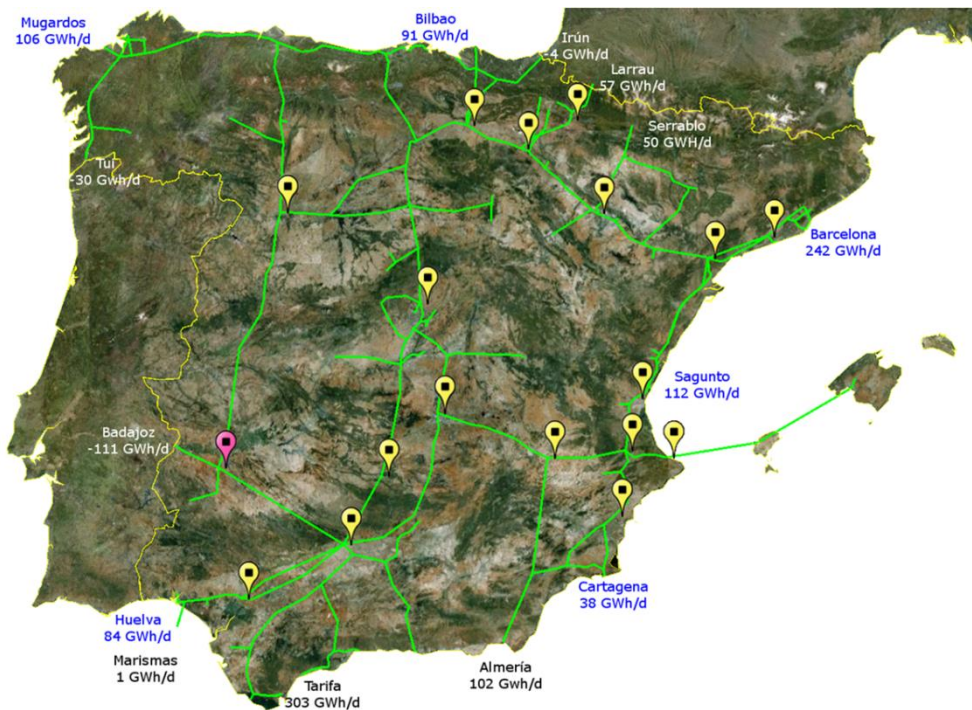 Mugardos
106 GWh/d
Bilbao
91 GWh/d
Irún
-4 GWh/d
Larrau
57 GWh/d
Serrablo
50 GWH/d
Tui
-30 Gwh/d
Barcelona
242 GWh/d
Sagunto
112 GWh/d
Badajoz
-111 GWh/d
Cartagena
38 GWh/d
Huelva
84 GWh/d
Marismas
1 GWh/d
Tarifa
303 GWh/d
Almería
102 Gwh/d